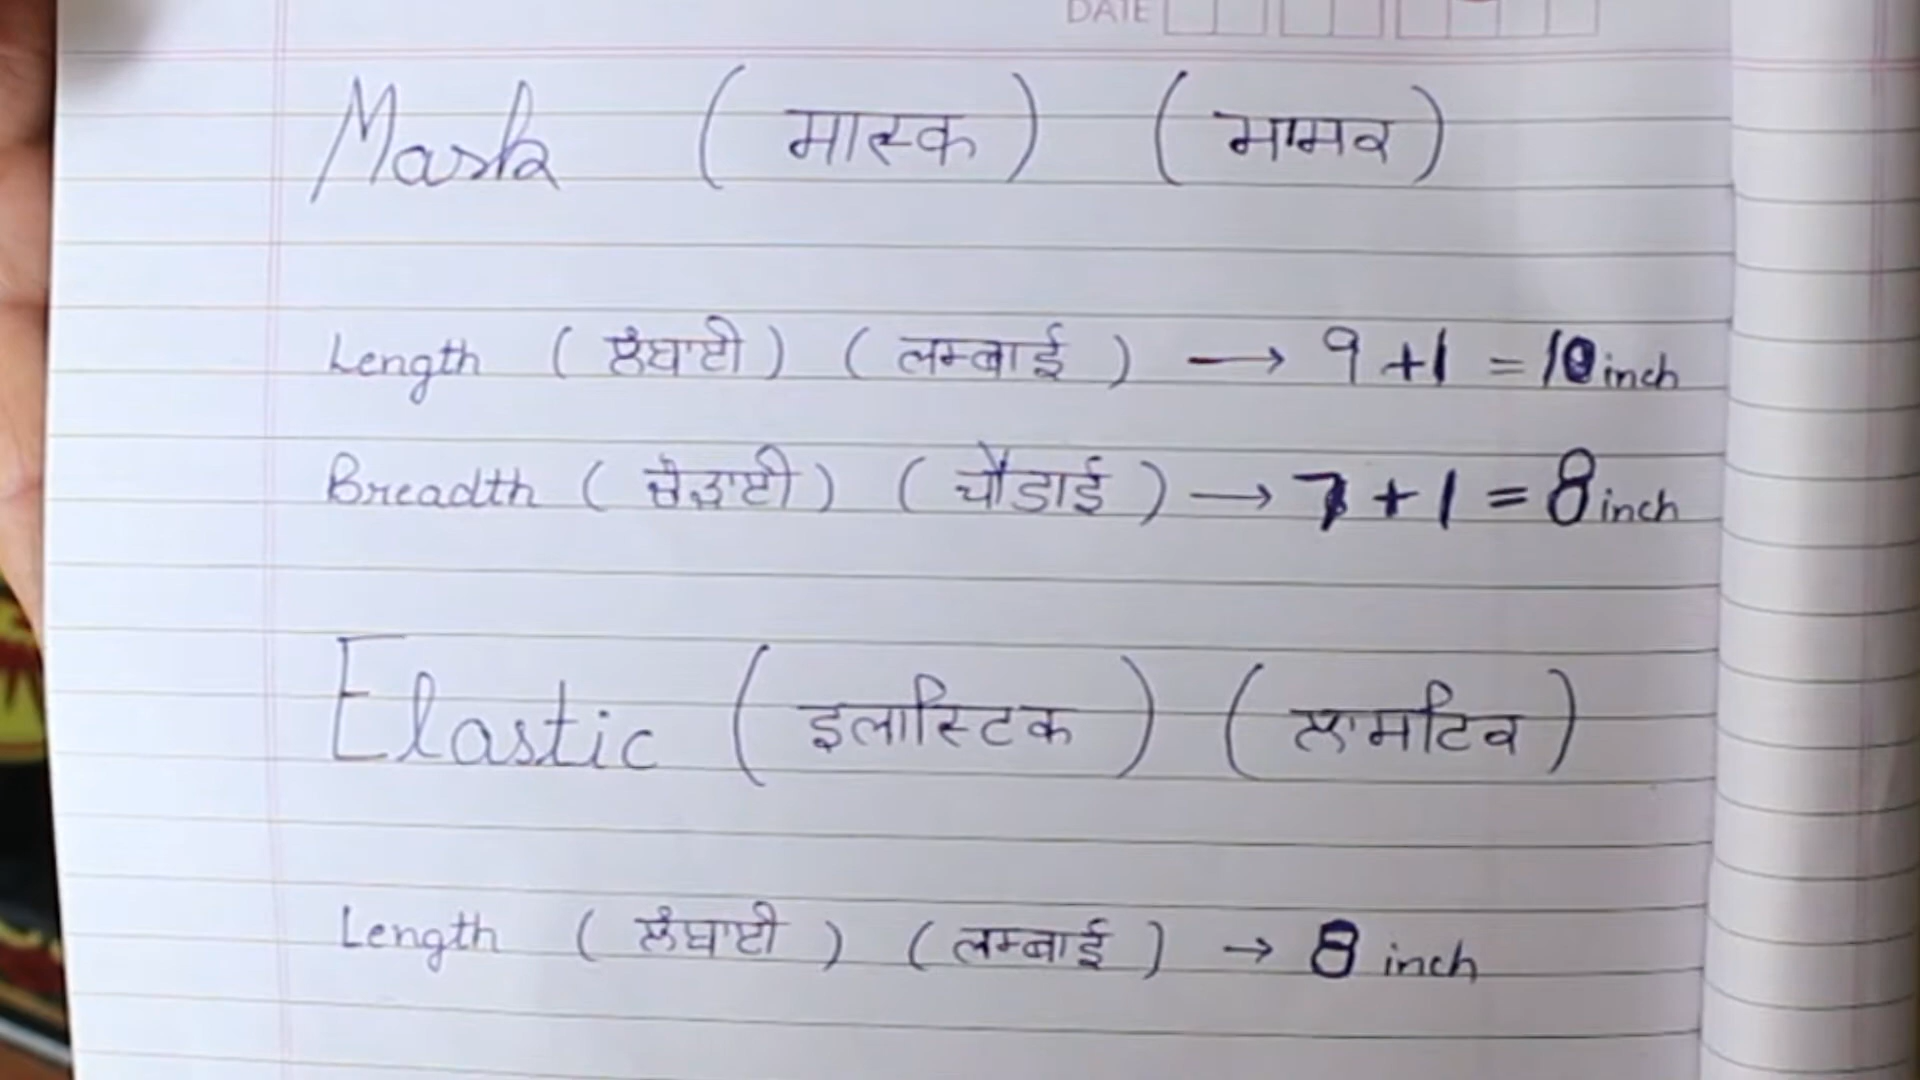 DATE
Mask (मास्क) (ਮਾਸਕ)
Length (ਲੰਬਾਈ) (लम्बाई) → 9 + 1 = 10 inch
Breadth (ਚੌੜਾਈ) (चौडाई) → 7 + 1 = 8 inch
Elastic (इलास्टिक) (ਲਾਸਟਿਕ)
Length (ਲੰਬਾਈ) (लम्बाई) → 8 inch